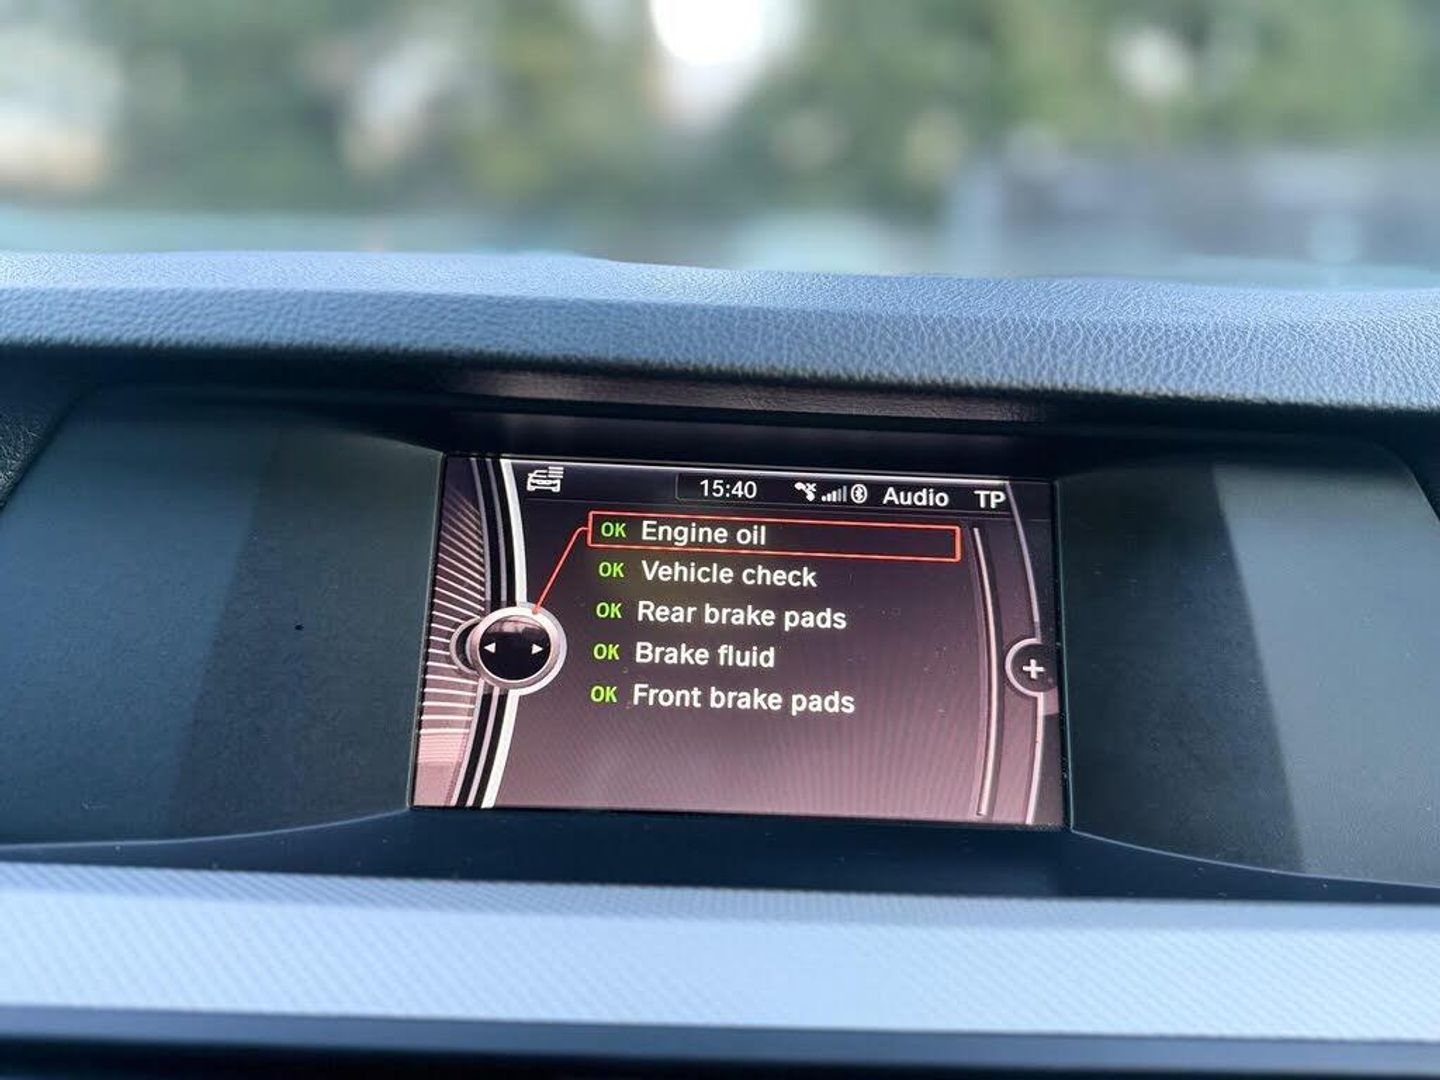 15:40 Audio TP
OK Engine oil
OK Vehicle check
OK Rear brake pads
OK Brake fluid
OK Front brake pads